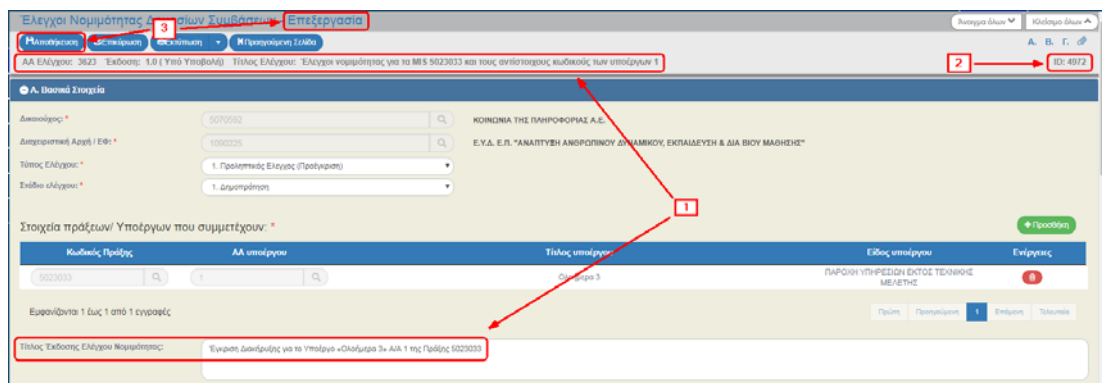 Έλεγχοι Νομιμότητας Δημοσίων Συμβάσεων - Επεξεργασία
Άνοιγμα όλων Κλείσιμο όλων
3
Αποθήκευση Επικύρωση Εκτύπωση Προηγούμενη Σελίδα
Α. Β. Γ.
ΑΑ Ελέγχου: 3623 Έκδοση: 1.0 ( Υπό Υποβολή) Τίτλος Ελέγχου: Έλεγχοι νομιμότητας για τα MIS 5023033 και τους αντίστοιχους κωδικούς των υποέργων 1
2
ID: 4972
Α. Βασικά Στοιχεία
Δικαιούχος: * 5070592 ΚΟΙΝΩΝΙΑ ΤΗΣ ΠΛΗΡΟΦΟΡΙΑΣ Α.Ε.
Διαχειριστική Αρχή / ΕΦ: * 1000225 Ε.Υ.Δ. Ε.Π. "ΑΝΑΠΤΥΞΗ ΑΝΘΡΩΠΙΝΟΥ ΔΥΝΑΜΙΚΟΥ, ΕΚΠΑΙΔΕΥΣΗ & ΔΙΑ ΒΙΟΥ ΜΑΘΗΣΗΣ"
Τύπος Ελέγχου: * 1. Προληπτικός Έλεγχος (Προέγκριση)
Στάδιο ελέγχου: * 1. Δημοπράτηση
1
Στοιχεία πράξεων/ Υποέργων που συμμετέχουν: *
Προσθήκη
Κωδικός Πράξης ΑΑ υποέργου Τίτλος υποέργου Είδος υποέργου Ενέργειες
5023033 1 Ολοήμερα 3 ΠΑΡΟΧΗ ΥΠΗΡΕΣΙΩΝ ΕΚΤΟΣ ΤΕΧΝΙΚΗΣ
ΜΕΛΕΤΗΣ
Εμφανίζονται 1 έως 1 από 1 εγγραφές
Πρώτη Προηγούμενη 1 Επόμενη Τελευταία
Τίτλος Έκδοσης Ελέγχου Νομιμότητας: Έγκριση Διακήρυξης για το Υποέργο «Ολοήμερα 3» Α/Α 1 της Πράξης 5023033